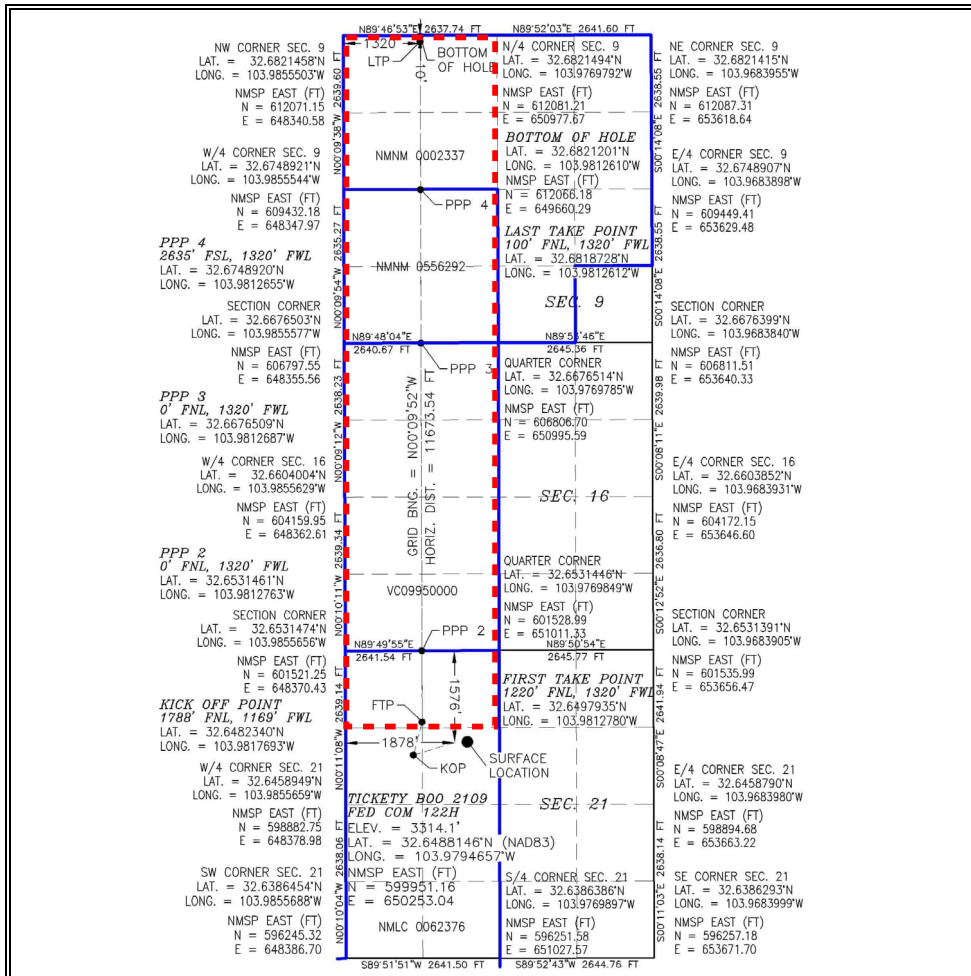 N89°46'53"E 2637.74 FT
N89°52'03"E 2641.60 FT
1320'
LTP
BOTTOM
OF HOLE
10'
NW CORNER SEC. 9
LAT. = 32.6821458°N
LONG. = 103.9855503°W
NMSP EAST (FT)
N = 612071.15
E = 648340.58
N/4 CORNER SEC. 9
LAT. = 32.6821494°N
LONG. = 103.9769792°W
NMSP EAST (FT)
N = 612081.21
E = 650977.67
NE CORNER SEC. 9
LAT. = 32.6821415°N
LONG. = 103.9683955°W
NMSP EAST (FT)
N = 612087.31
E = 653618.64
N00°09'38"W 2639.60 FT
S00°14'08"E 2638.55 FT
BOTTOM OF HOLE
LAT. = 32.6821201°N
LONG. = 103.9812610°W
NMSP EAST (FT)
N = 612066.18
E = 649660.29
NMNM 0002337
W/4 CORNER SEC. 9
LAT. = 32.6748921°N
LONG. = 103.9855544°W
NMSP EAST (FT)
N = 609432.18
E = 648347.97
E/4 CORNER SEC. 9
LAT. = 32.6748907°N
LONG. = 103.9683898°W
NMSP EAST (FT)
N = 609449.41
E = 653629.48
PPP 4
LAST TAKE POINT
100' FNL, 1320' FWL
LAT. = 32.6818728°N
LONG. = 103.9812612°W
PPP 4
2635' FSL, 1320' FWL
LAT. = 32.6748920°N
LONG. = 103.9812655°W
NMNM 0556292
N00°09'54"W 2635.27 FT
S00°14'08"E 2638.55 FT
SEC. 9
SECTION CORNER
LAT. = 32.6676503°N
LONG. = 103.9855577°W
NMSP EAST (FT)
N = 606797.55
E = 648355.56
N89°48'04"E
2640.67 FT
2645.36 FT
SECTION CORNER
LAT. = 32.6676399°N
LONG. = 103.9683840°W
NMSP EAST (FT)
N = 606811.51
E = 653640.33
PPP 3
QUARTER CORNER
LAT. = 32.6676514°N
LONG. = 103.9769785°W
NMSP EAST (FT)
N = 606806.70
E = 650995.59
PPP 3
0' FNL, 1320' FWL
LAT. = 32.6676509°N
LONG. = 103.9812687°W
N00°09'12"W 2638.23 FT
S00°08'11"E 2639.98 FT
GRID BNG. = N00°09'52"W
HORIZ. DIST. = 11673.54 FT
W/4 CORNER SEC. 16
LAT. = 32.6604004°N
LONG. = 103.9855629°W
NMSP EAST (FT)
N = 604159.95
E = 648362.61
E/4 CORNER SEC. 16
LAT. = 32.6603852°N
LONG. = 103.9683931°W
NMSP EAST (FT)
N = 604172.15
E = 653646.60
SEC. 16
PPP 2
0' FNL, 1320' FWL
LAT. = 32.6531461°N
LONG. = 103.9812763°W
N00°10'11"W 2639.34 FT
S00°12'52"E 2636.80 FT
VC09950000
QUARTER CORNER
LAT. = 32.6531446°N
LONG. = 103.9769849°W
NMSP EAST (FT)
N = 601528.99
E = 651011.33
SECTION CORNER
LAT. = 32.6531474°N
LONG. = 103.9855656°W
NMSP EAST (FT)
N = 601521.25
E = 648370.43
SECTION CORNER
LAT. = 32.6531391°N
LONG. = 103.9683905°W
NMSP EAST (FT)
N = 601535.99
E = 653656.47
PPP 2
N89°49'55"E
2641.54 FT
N89°50'54"E
2645.77 FT
FIRST TAKE POINT
1220' FNL, 1320' FWL
LAT. = 32.6497935°N
LONG. = 103.9812780°W
FTP
1576'
1878'
KOP
SURFACE
LOCATION
KICK OFF POINT
1788' FNL, 1169' FWL
LAT. = 32.6482340°N
LONG. = 103.9817693°W
N00°11'08"W 2639.14 FT
S00°08'47"E 2641.94 FT
W/4 CORNER SEC. 21
LAT. = 32.6458949°N
LONG. = 103.9855659°W
NMSP EAST (FT)
N = 598882.75
E = 648378.98
TICKETY BOO 2109
FED COM 122H
ELEV. = 3314.1'
LAT. = 32.6488146°N (NAD83)
LONG. = 103.9794657°W
NMSP EAST (FT)
N = 599951.16
E = 650253.04
SEC. 21
E/4 CORNER SEC. 21
LAT. = 32.6458790°N
LONG. = 103.9683980°W
NMSP EAST (FT)
N = 598894.68
E = 653663.22
N00°10'04"W 2638.06 FT
S00°11'03"E 2638.14 FT
SW CORNER SEC. 21
LAT. = 32.6386454°N
LONG. = 103.9855688°W
NMSP EAST (FT)
N = 596245.32
E = 648386.70
NMLC 0062376
S/4 CORNER SEC. 21
LAT. = 32.6386386°N
LONG. = 103.9769897°W
NMSP EAST (FT)
N = 596251.58
E = 651027.57
SE CORNER SEC. 21
LAT. = 32.6386293°N
LONG. = 103.9683999°W
NMSP EAST (FT)
N = 596257.18
E = 653671.70
S89°51'51"W 2641.50 FT
S89°52'43"W 2644.76 FT